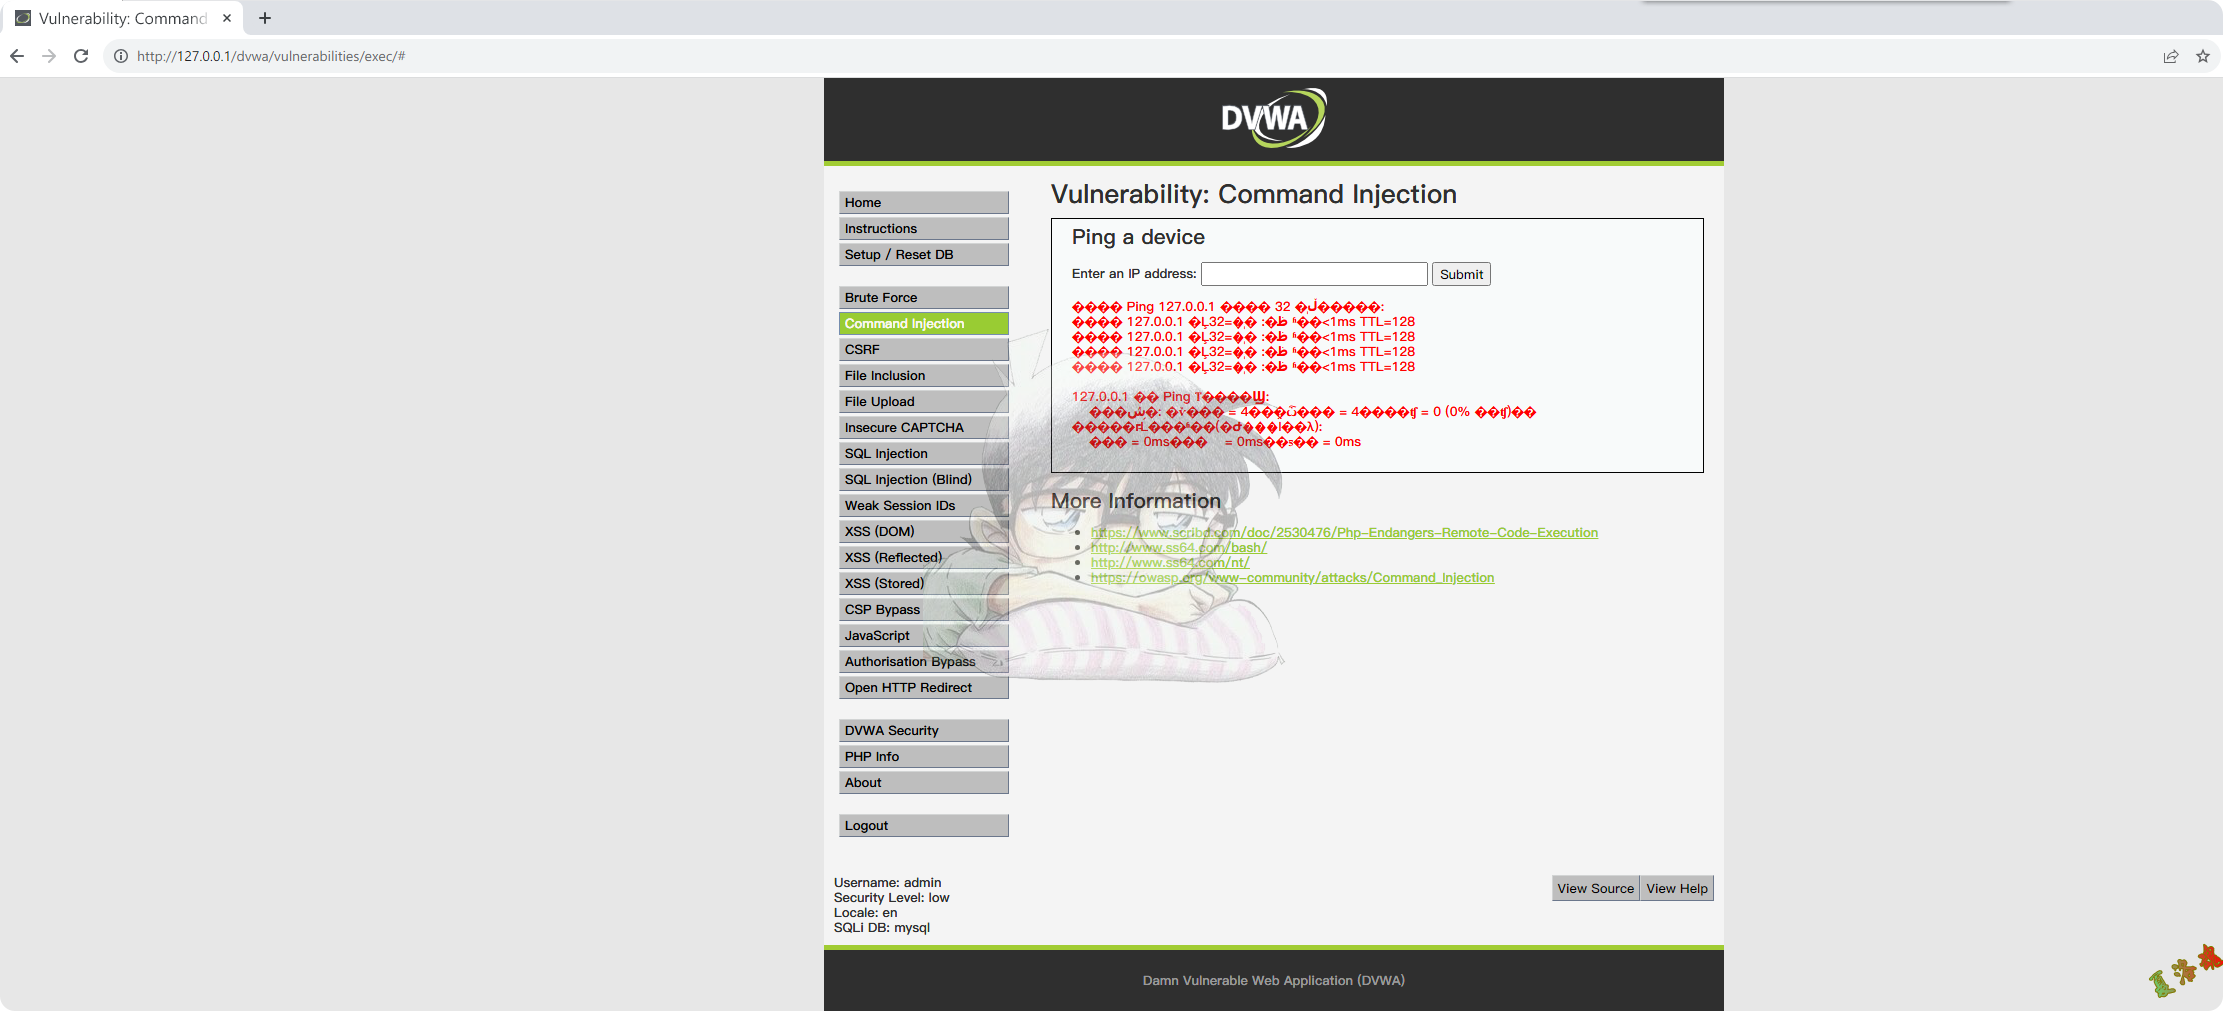 Vulnerability: Command
http://127.0.0.1/dvwa/vulnerabilities/exec/#
DVWA
Home
Instructions
Setup / Reset DB
Brute Force
Command Injection
CSRF
File Inclusion
File Upload
Insecure CAPTCHA
SQL Injection
SQL Injection (Blind)
Weak Session IDs
XSS (DOM)
XSS (Reflected)
XSS (Stored)
CSP Bypass
JavaScript
Authorisation Bypass
Open HTTP Redirect
DVWA Security
PHP Info
About
Logout
Vulnerability: Command Injection
Ping a device
Enter an IP address: Submit
���� Ping 127.0.0.1 ���� 32
���� 127.0.0.1 <1ms TTL=128
���� 127.0.0.1 <1ms TTL=128
���� 127.0.0.1 <1ms TTL=128
���� 127.0.0.1 <1ms TTL=128
127.0.0.1 �� Ping
= 4 = 4 = 0 (0%
��� = 0ms��� = 0ms = 0ms
More Information
https://www.scribd.com/doc/2530476/Php-Endangers-Remote-Code-Execution
http://www.ss64.com/bash/
http://www.ss64.com/nt/
https://owasp.org/www-community/attacks/Command_Injection
Username: admin
Security Level: low
Locale: en
SQLi DB: mysql
View Source View Help
Damn Vulnerable Web Application (DVWA)